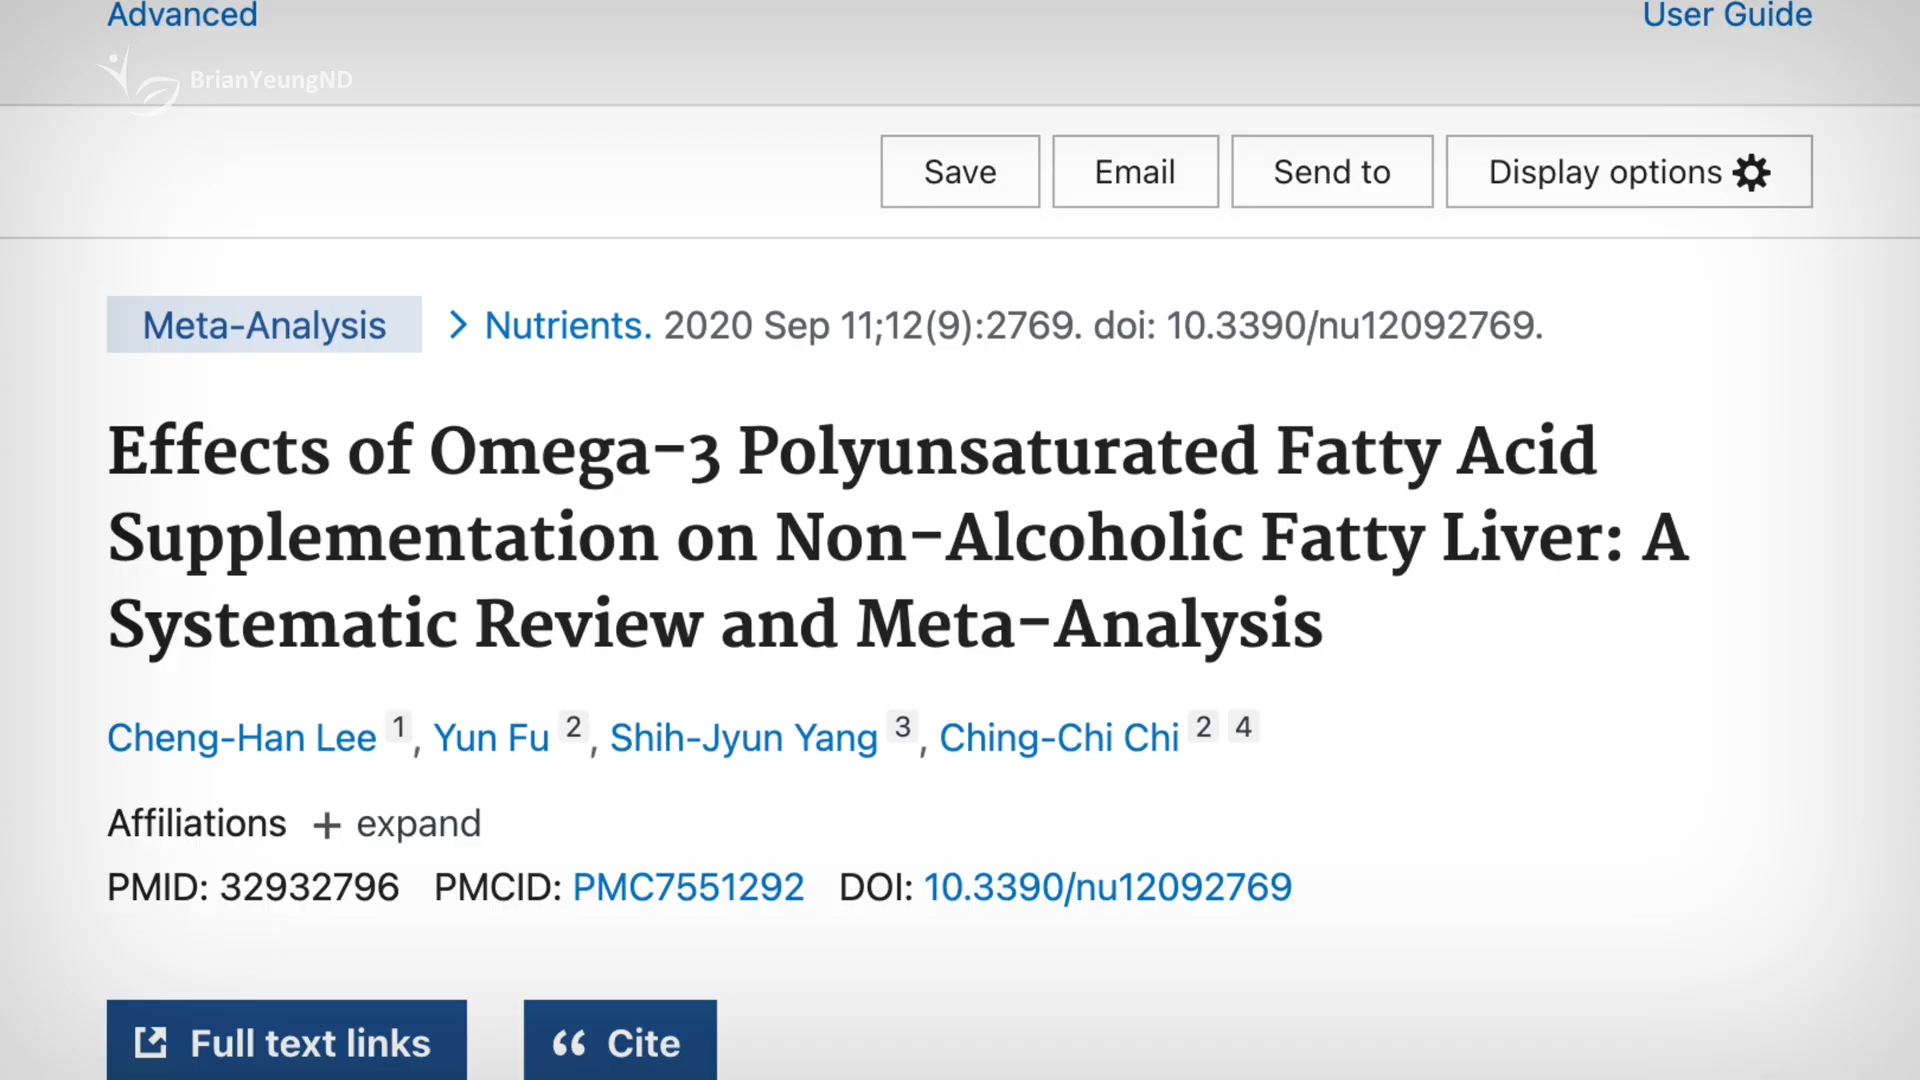 Advanced
User Guide
BrianYeungND
Save
Email
Send to
Display options
Meta-Analysis > Nutrients. 2020 Sep 11;12(9):2769. doi: 10.3390/nu12092769.
Effects of Omega-3 Polyunsaturated Fatty Acid
Supplementation on Non-Alcoholic Fatty Liver: A
Systematic Review and Meta-Analysis
Cheng-Han Lee 1, Yun Fu 2, Shih-Jyun Yang 3, Ching-Chi Chi 2 4
Affiliations + expand
PMID: 32932796 PMCID: PMC7551292 DOI: 10.3390/nu12092769
Full text links
Cite